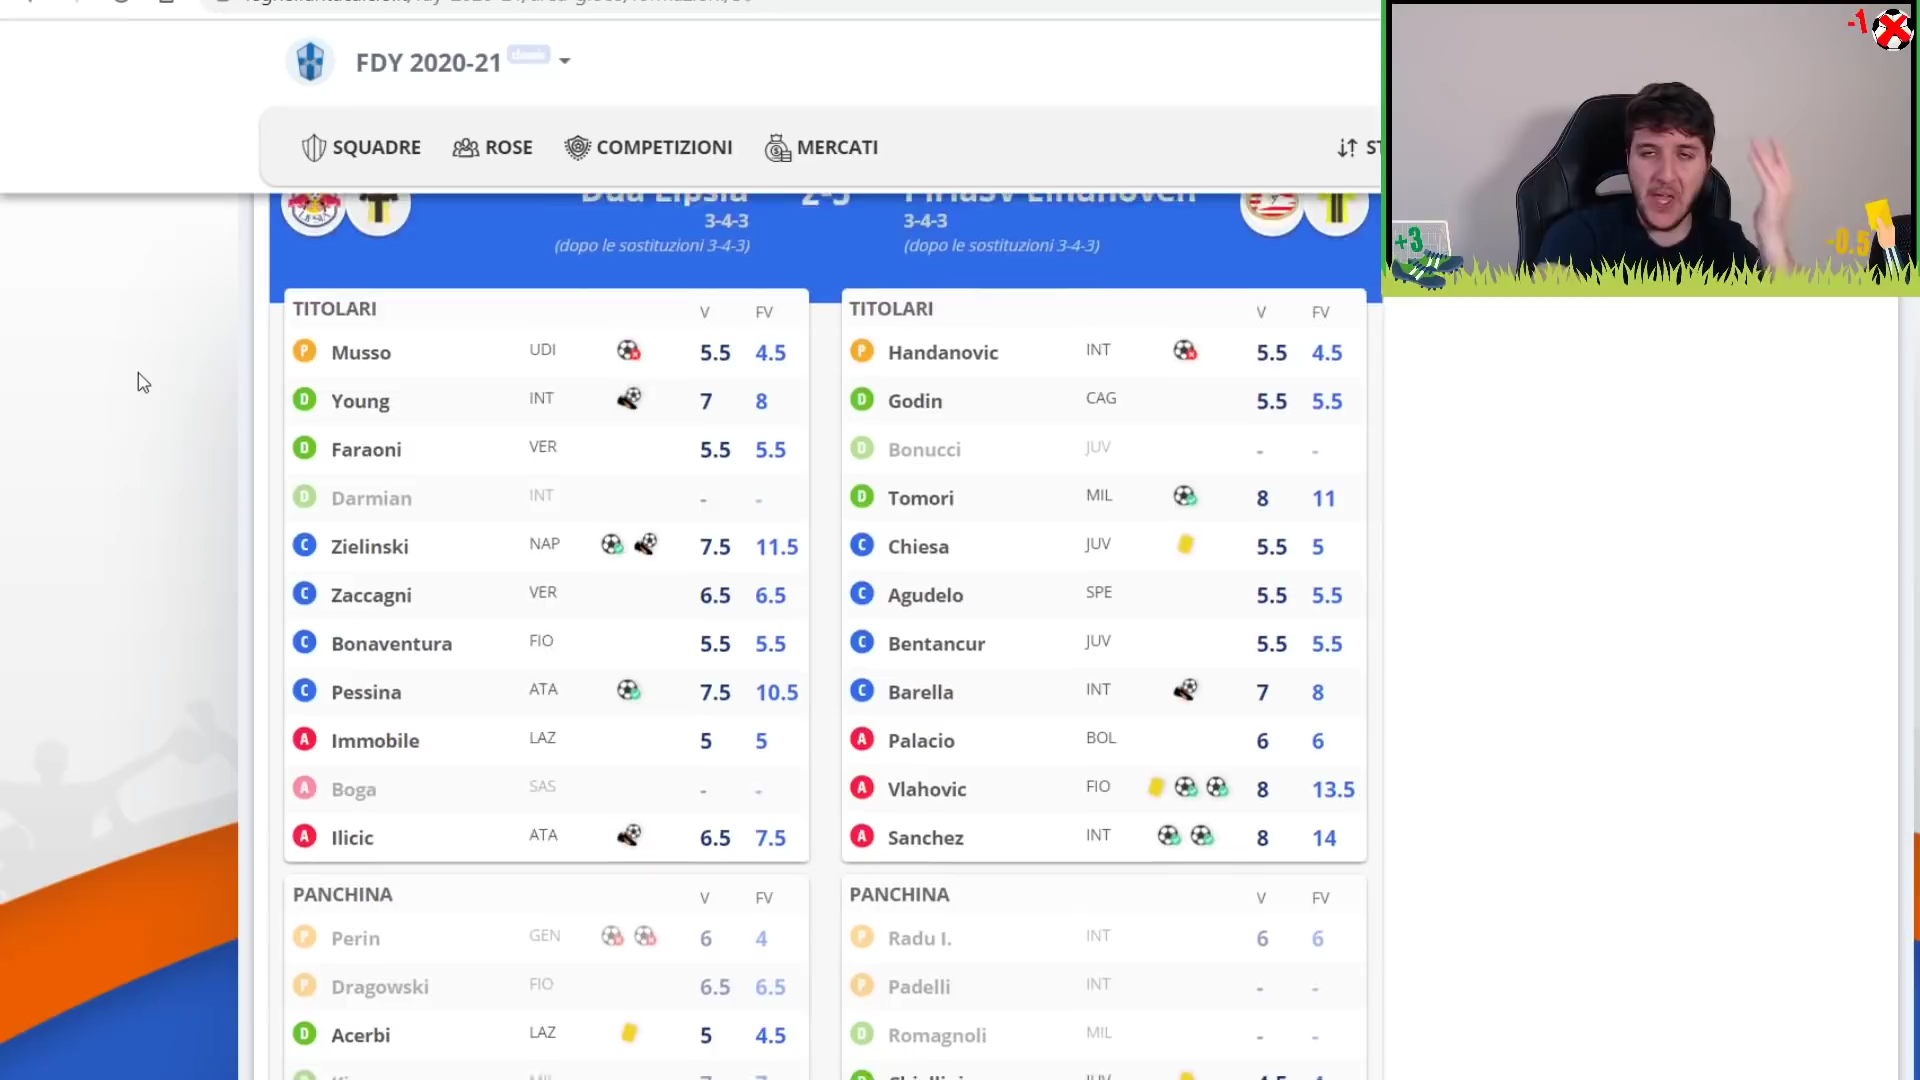 FDY 2020-21 classic
SQUADRE ROSE COMPETIZIONI MERCATI
-1
+3
-0.5
2-5
3-4-3
(dopo le sostituzioni 3-4-3)
3-4-3
(dopo le sostituzioni 3-4-3)
TITOLARI V FV
P Musso UDI 5.5 4.5
D Young INT 7 8
D Faraoni VER 5.5 5.5
D Darmian INT - -
C Zielinski NAP 7.5 11.5
C Zaccagni VER 6.5 6.5
C Bonaventura FIO 5.5 5.5
C Pessina ATA 7.5 10.5
A Immobile LAZ 5 5
A Boga SAS - -
A Ilicic ATA 6.5 7.5
PANCHINA V FV
P Perin GEN 6 4
P Dragowski FIO 6.5 6.5
D Acerbi LAZ 5 4.5
TITOLARI V FV
P Handanovic INT 5.5 4.5
D Godin CAG 5.5 5.5
D Bonucci JUV - -
D Tomori MIL 8 11
C Chiesa JUV 5.5 5
C Agudelo SPE 5.5 5.5
C Bentancur JUV 5.5 5.5
C Barella INT 7 8
A Palacio BOL 6 6
A Vlahovic FIO 8 13.5
A Sanchez INT 8 14
PANCHINA V FV
P Radu I. INT 6 6
P Padelli INT - -
D Romagnoli MIL - -